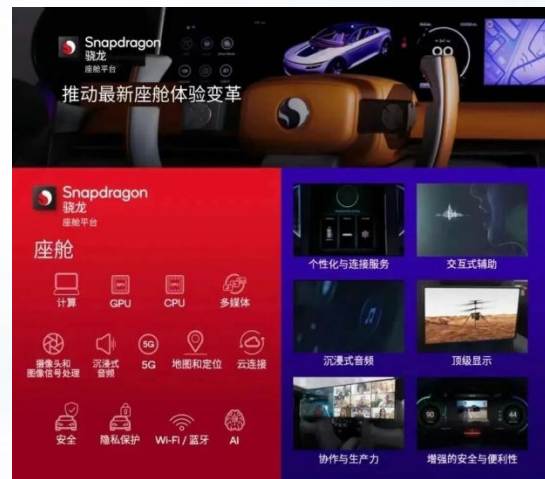 Snapdragon
骁龙
座舱平台
推动最新座舱体验变革
Snapdragon
骁龙
座舱平台
座舱
计算
GPU
CPU
多媒体
摄像头和
图像信号处理
沉浸式
音频
5G
5G
地图和定位
云连接
安全
隐私保护
Wi-Fi / 蓝牙
AI
个性化与连接服务
交互式辅助
沉浸式音频
顶级显示
协作与生产力
90
44
增强的安全与便利性